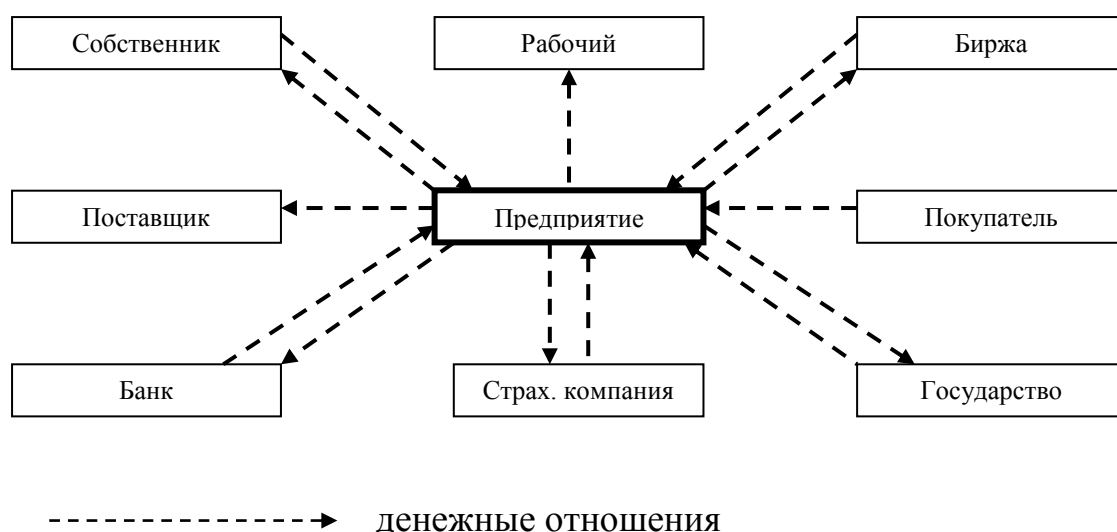 Собственник
Рабочий
Биржа
Поставщик
Предприятие
Покупатель
Банк
Страх. компания
Государство
денежные отношения